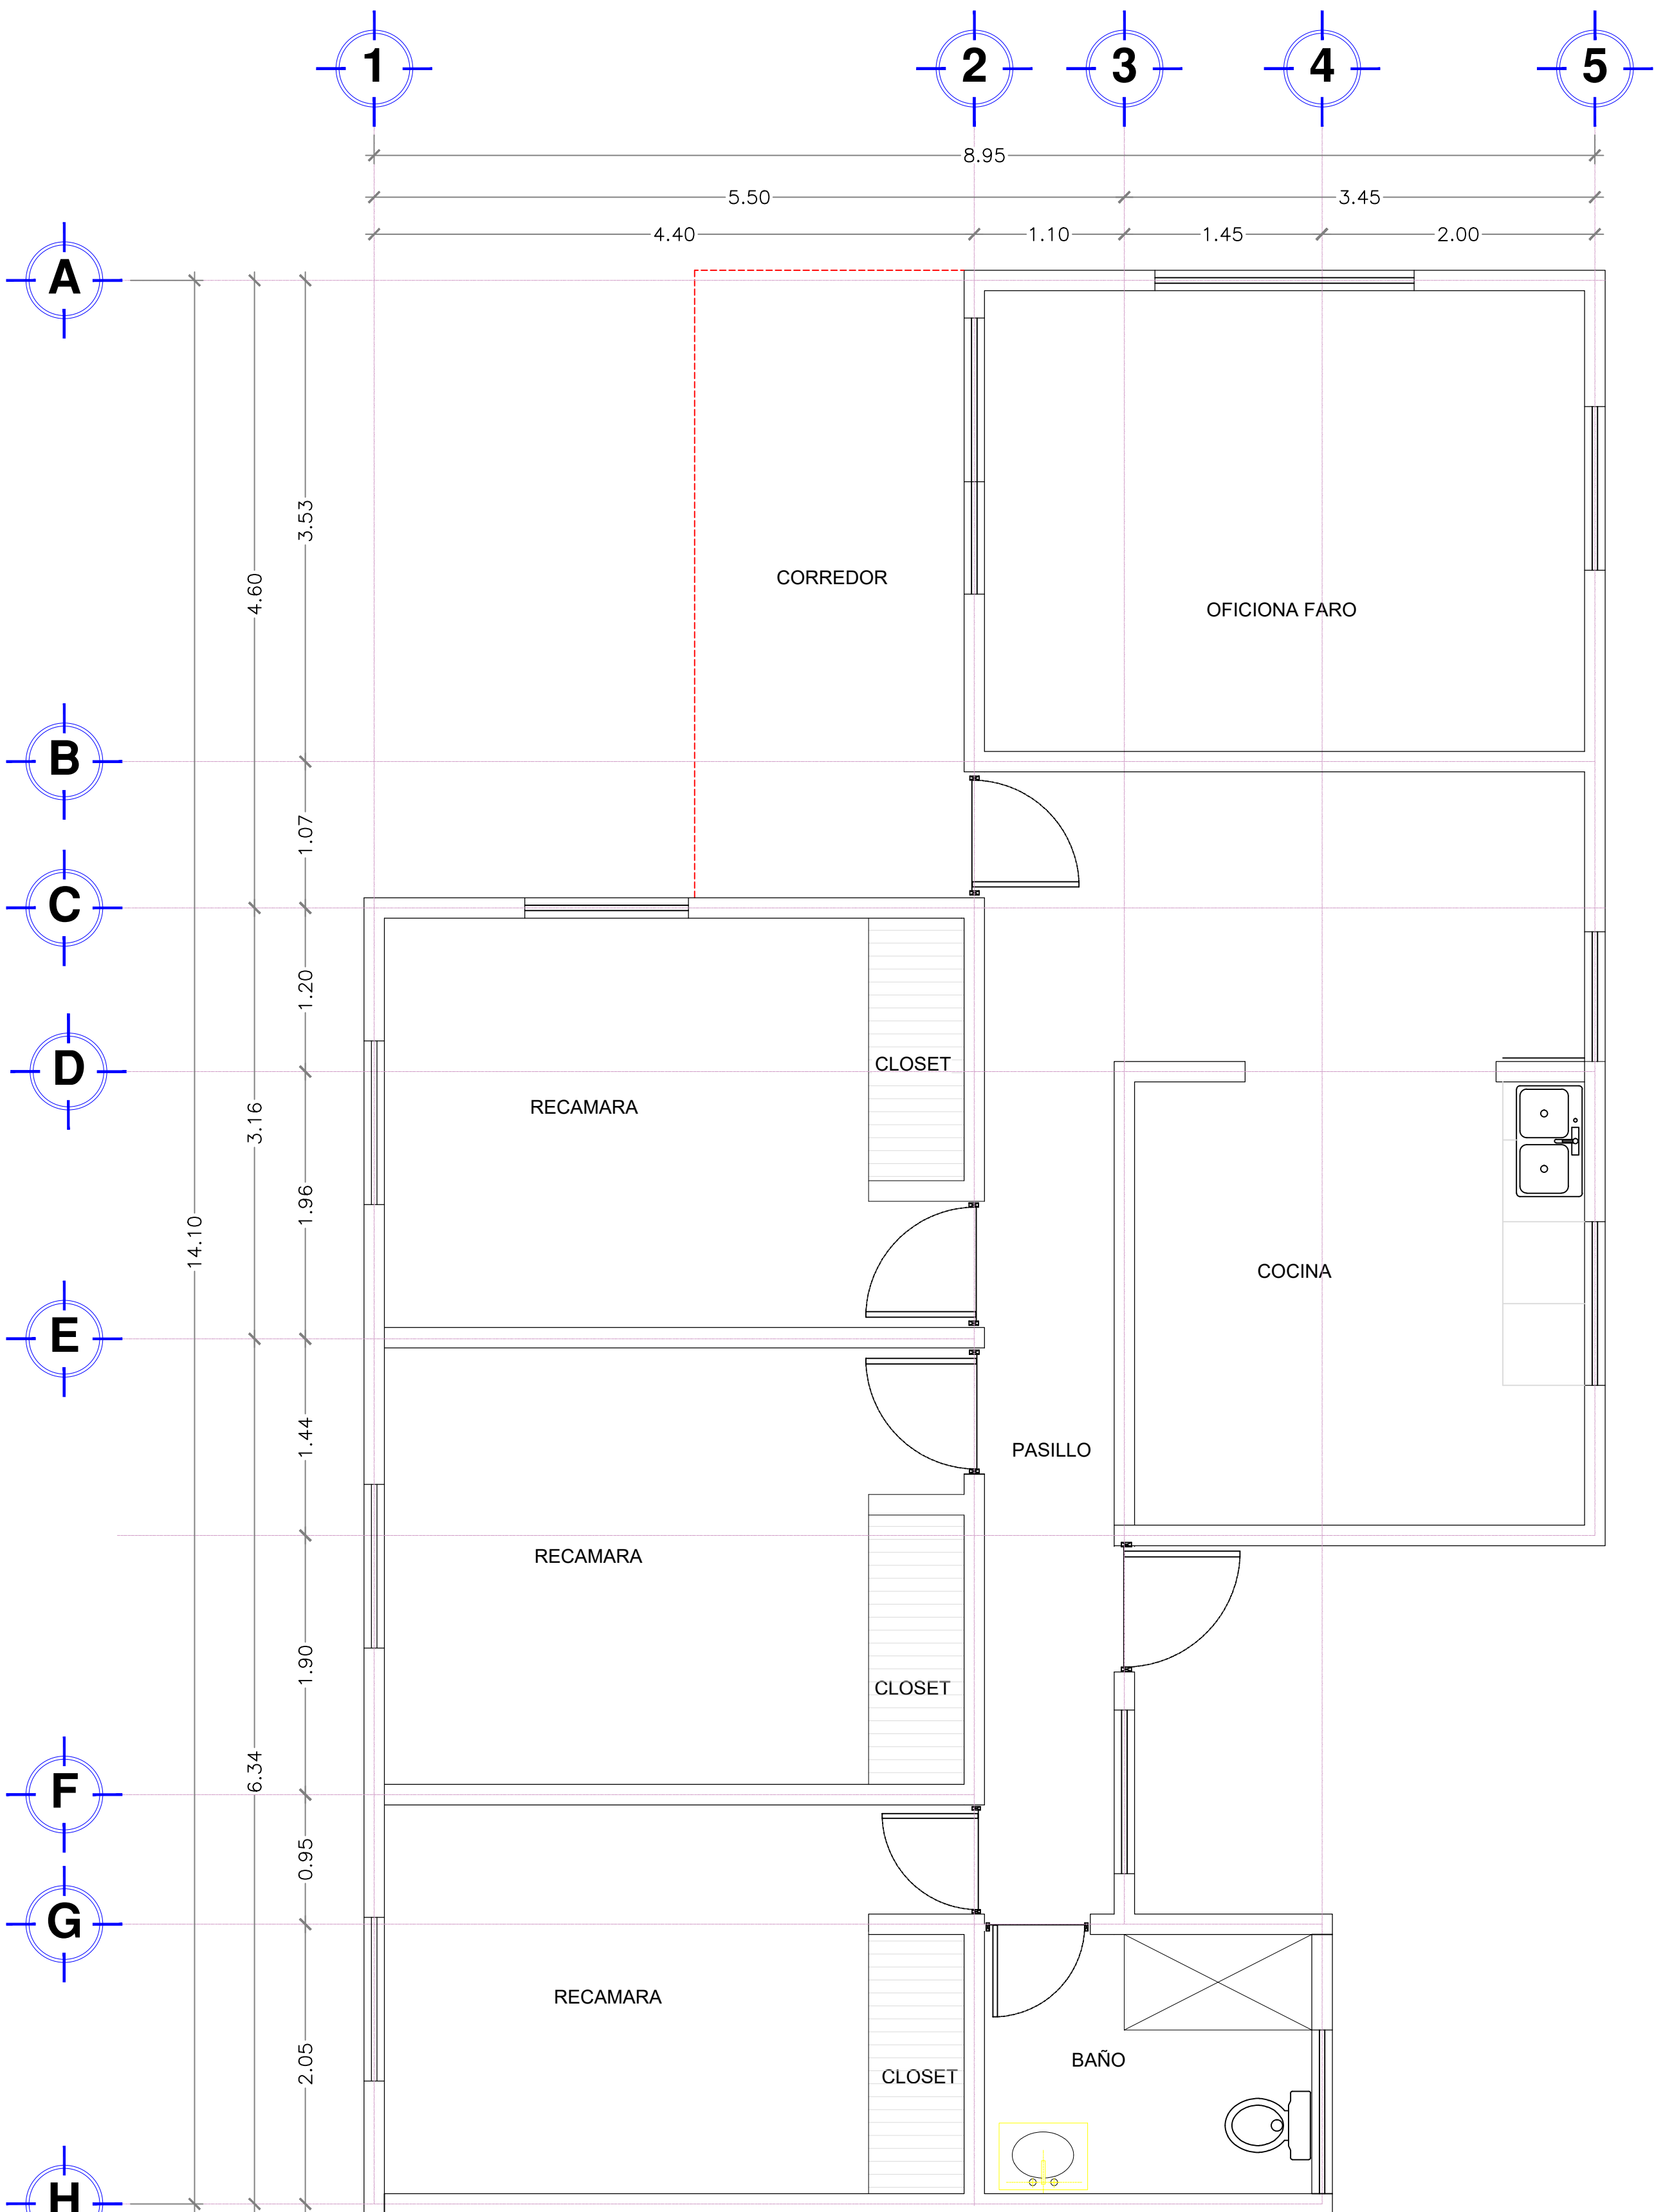 1 2 3 4 5
8.95
5.50 3.45
4.40 1.10 1.45 2.00
A
3.53
4.60
CORREDOR
OFICIONA FARO
B
1.07
C
1.20
CLOSET
D
RECAMARA
3.16
1.96
14.10
COCINA
E
1.44
PASILLO
RECAMARA
1.90
CLOSET
6.34
F
0.95
G
RECAMARA
2.05
BAÑO
CLOSET
H